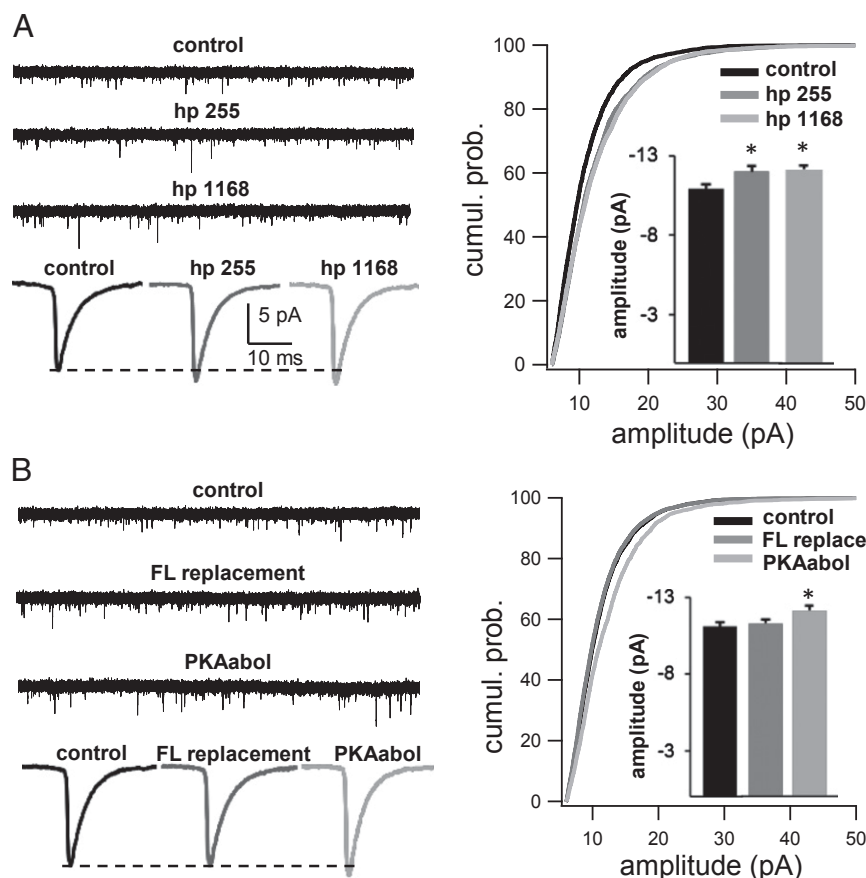 A
control
hp 255
hp 1168
control
hp 255
hp 1168
5 pA
10 ms
cumul. prob.
100
80
60
40
20
0
10
20
30
40
50
amplitude (pA)
control
hp 255
hp 1168
amplitude (pA)
-13
-8
-3
*
*
B
control
FL replacement
PKAabol
control
FL replacement
PKAabol
cumul. prob.
100
80
60
40
20
0
10
20
30
40
50
amplitude (pA)
control
FL replace
PKAabol
amplitude (pA)
-13
-8
-3
*